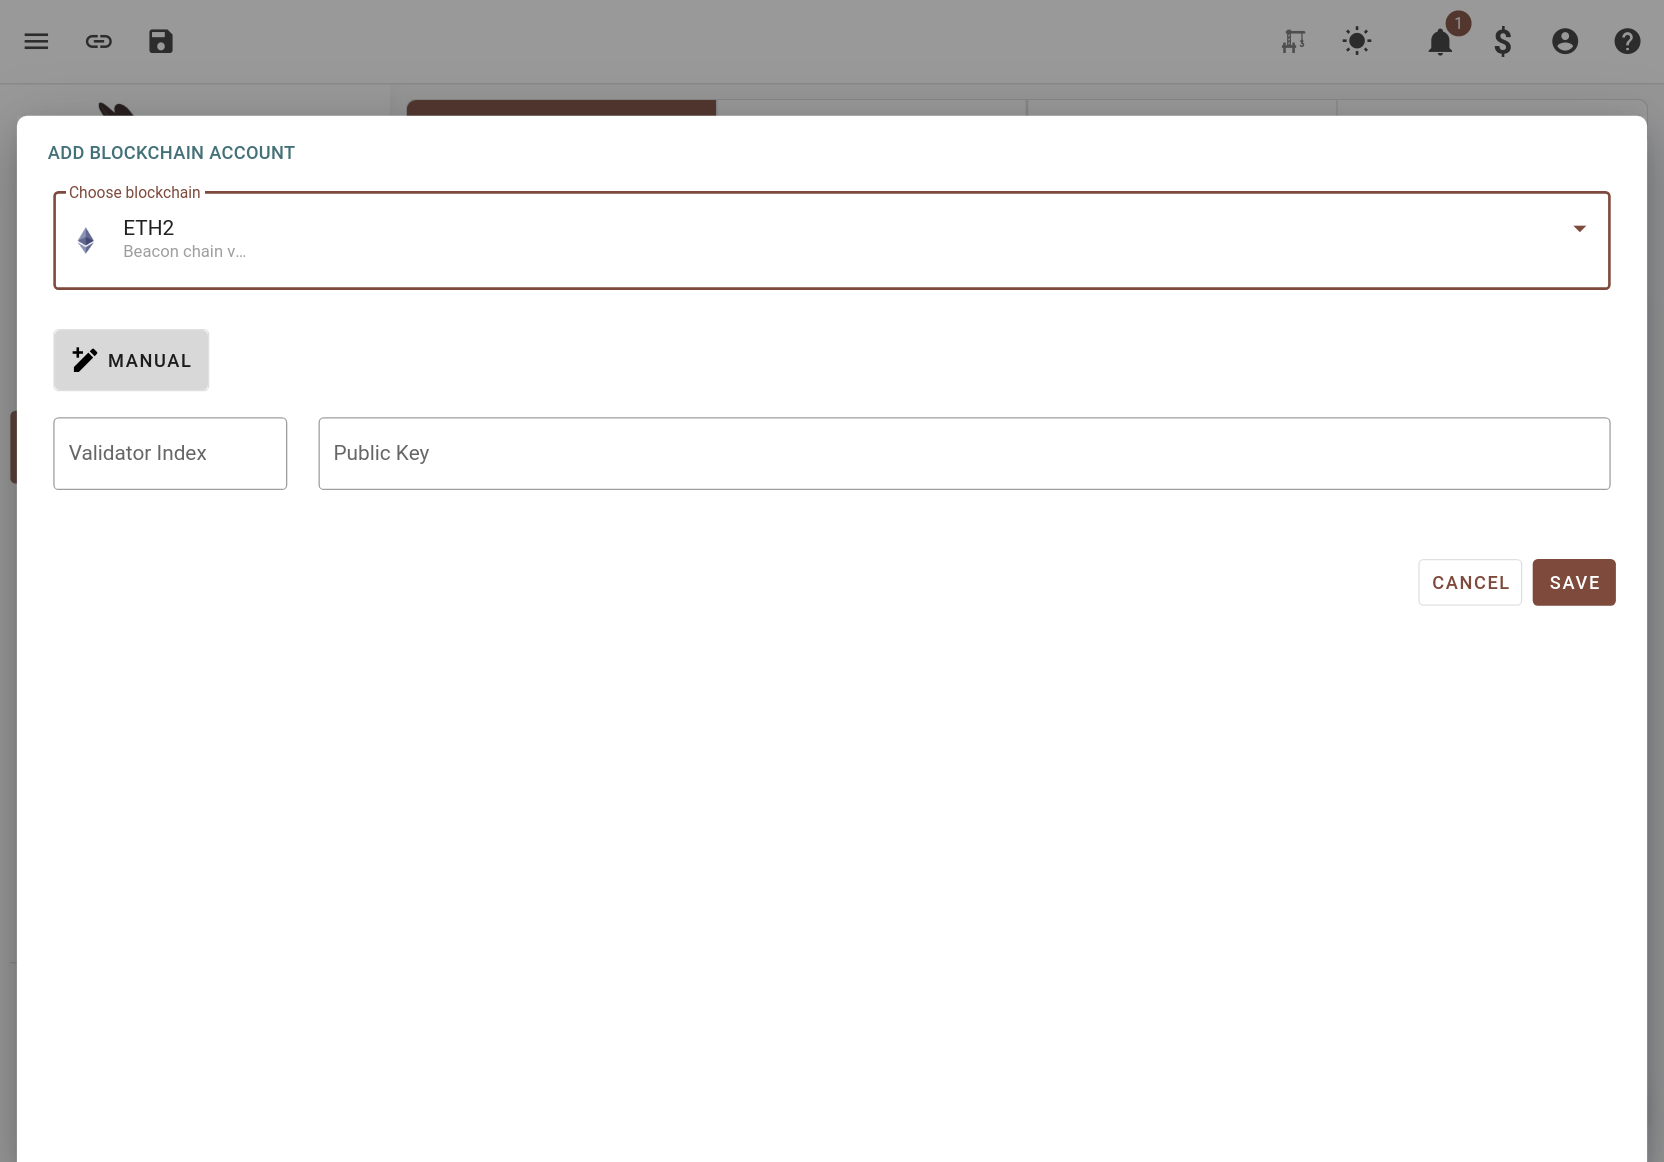 1
ADD BLOCKCHAIN ACCOUNT
Choose blockchain
ETH2
Beacon chain v...
MANUAL
Validator Index
Public Key
CANCEL
SAVE